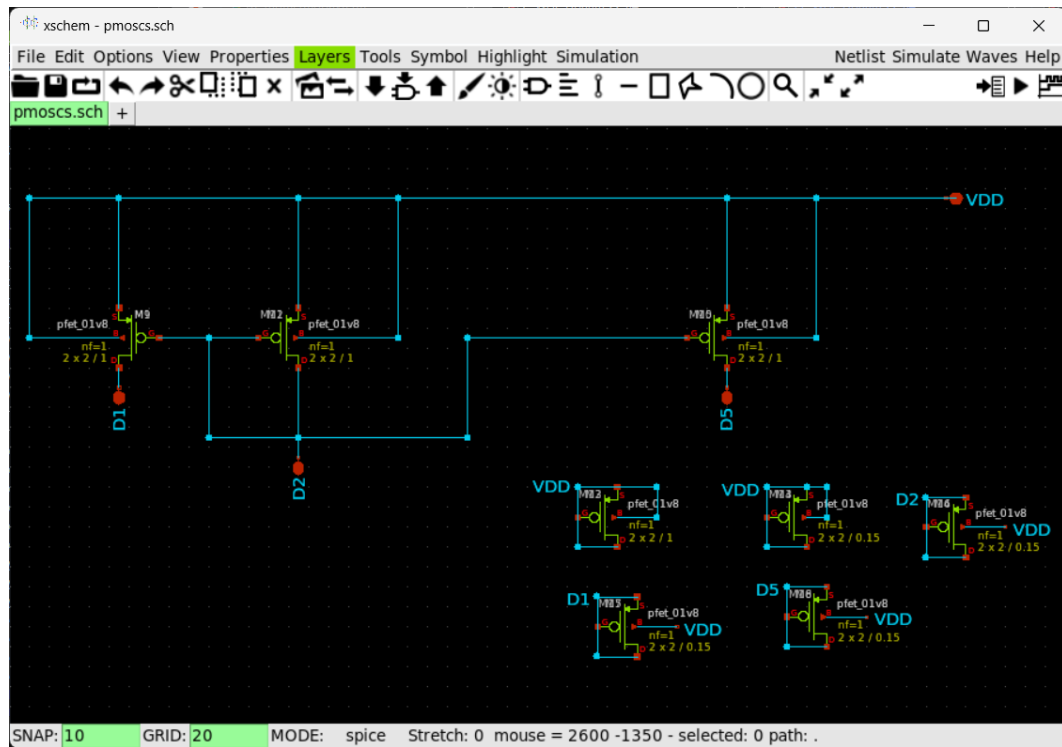 xschem - pmoscs.sch
File Edit Options View Properties Layers Tools Symbol Highlight Simulation Netlist Simulate Waves Help
pmoscs.sch +
VDD
pfet_01v8
nf=1
2 x 2 / 1
S
B
G
D
D1
pfet_01v8
nf=1
2 x 2 / 1
S
B
G
D
D2
pfet_01v8
nf=1
2 x 2 / 1
S
B
G
D
D5
VDD
pfet_01v8
nf=1
2 x 2 / 1
S
B
G
D
VDD
pfet_01v8
nf=1
2 x 2 / 0.15
S
B
G
D
D2
pfet_01v8
nf=1
2 x 2 / 0.15
VDD
S
B
G
D
D1
pfet_01v8
nf=1
2 x 2 / 0.15
VDD
S
B
G
D
D5
pfet_01v8
nf=1
2 x 2 / 0.15
VDD
S
B
G
D
SNAP: 10 GRID: 20 MODE: spice Stretch: 0 mouse = 2600 -1350 - selected: 0 path: .